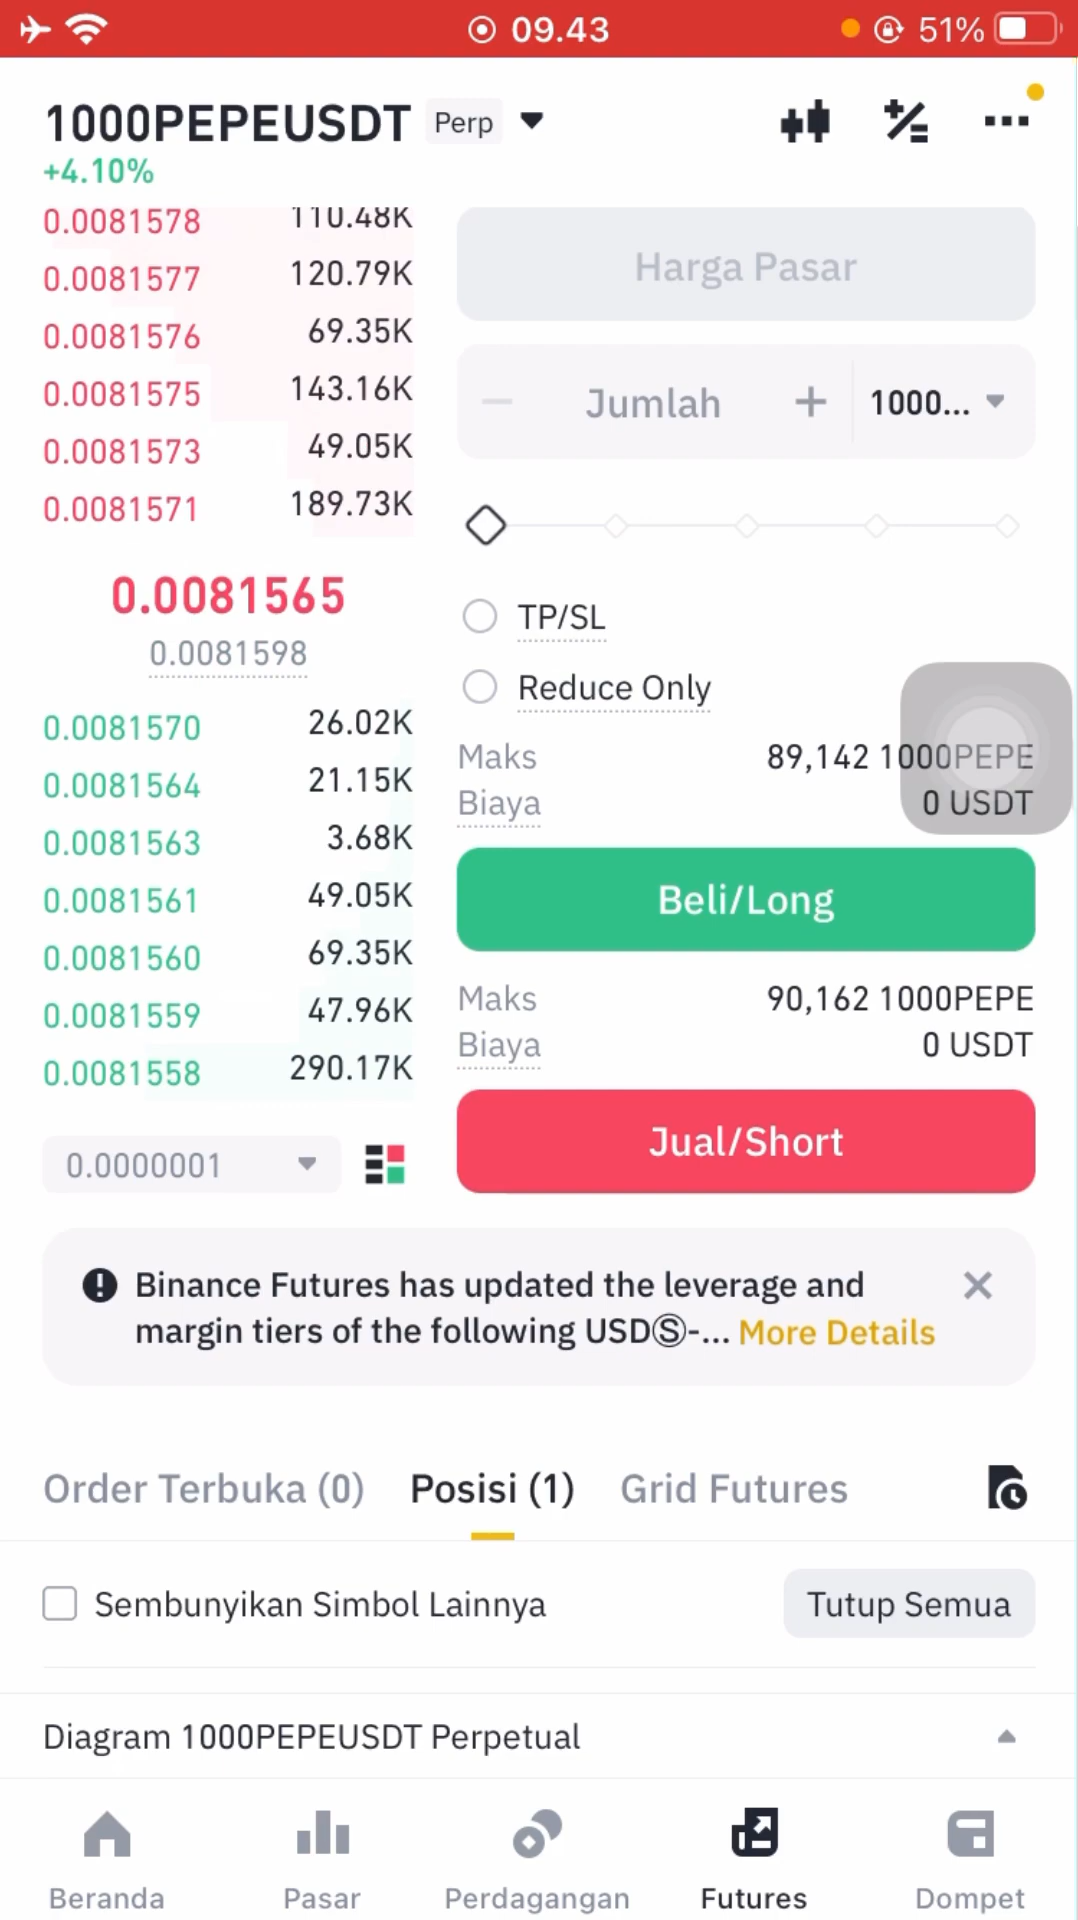 09.43
51%
1000PEPEUSDT Perp
+4.10%
0.0081578 110.48K
0.0081577 120.79K
0.0081576 69.35K
0.0081575 143.16K
0.0081573 49.05K
0.0081571 189.73K
0.0081565
0.0081598
0.0081570 26.02K
0.0081564 21.15K
0.0081563 3.68K
0.0081561 49.05K
0.0081560 69.35K
0.0081559 47.96K
0.0081558 290.17K
0.0000001
Harga Pasar
− Jumlah + 1000...
TP/SL
Reduce Only
Maks 89,142 1000PEPE
Biaya 0 USDT
Beli/Long
Maks 90,162 1000PEPE
Biaya 0 USDT
Jual/Short
Binance Futures has updated the leverage and
margin tiers of the following USDⓈ-... More Details
Order Terbuka (0) Posisi (1) Grid Futures
Sembunyikan Simbol Lainnya Tutup Semua
Diagram 1000PEPEUSDT Perpetual
Beranda Pasar Perdagangan Futures Dompet